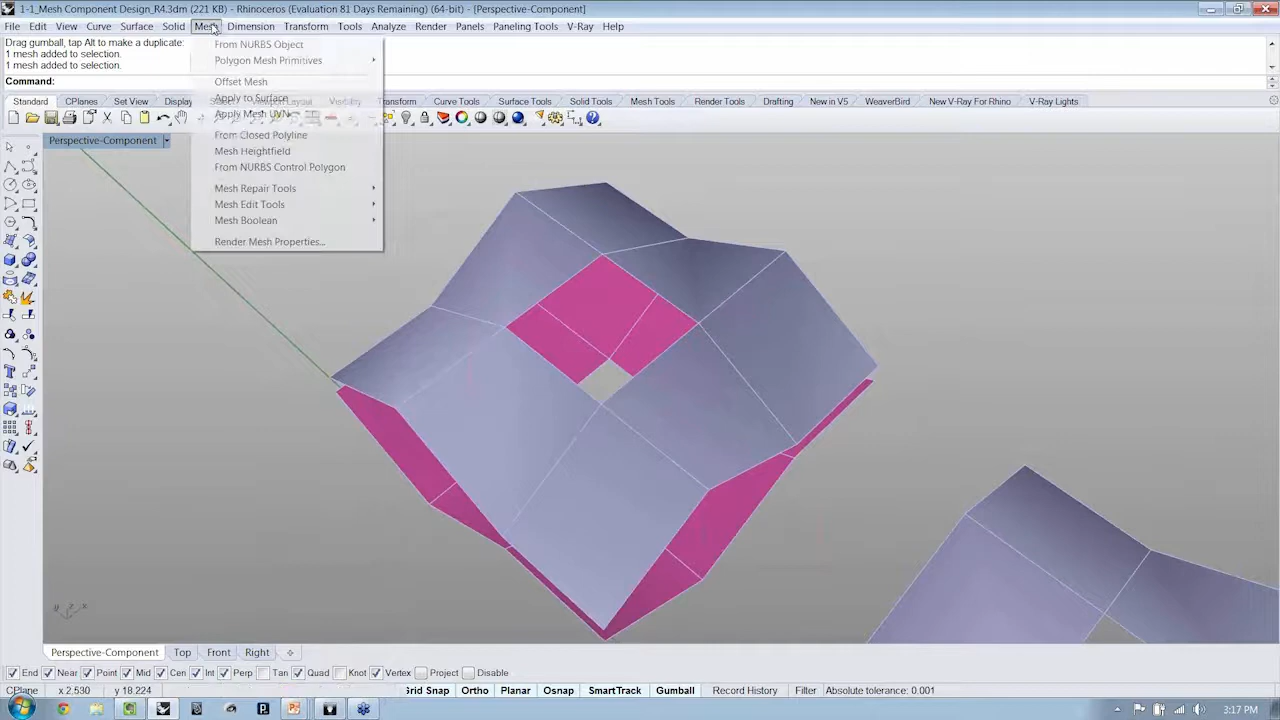 1-1_Mesh Component Design_R4.3dm (221 KB) - Rhinoceros (Evaluation 81 Days Remaining) (64-bit) - [Perspective-Component]
File Edit View Curve Surface Solid Mesh Dimension Transform Tools Analyze Render Panels Paneling Tools V-Ray Help
Drag gumball, tap Alt to make a duplicate:
1 mesh added to selection.
1 mesh added to selection.
Command:
Standard CPlanes Set View Display Layout Visibility Transform Curve Tools Surface Tools Solid Tools Mesh Tools Render Tools Drafting New in V5 WeaverBird New V-Ray For Rhino V-Ray Lights
Perspective-Component
From NURBS Object
Polygon Mesh Primitives
Offset Mesh
Apply to Surface
Apply Mesh UVN
From Closed Polyline
Mesh Heightfield
From NURBS Control Polygon
Mesh Repair Tools
Mesh Edit Tools
Mesh Boolean
Render Mesh Properties...
y z x
Perspective-Component Top Front Right
End Near Point Mid Cen Int Perp Tan Quad Knot Vertex Project Disable
CPlane x 2.530 y 18.224 Grid Snap Ortho Planar Osnap SmartTrack Gumball Record History Filter Absolute tolerance: 0.001
3:17 PM